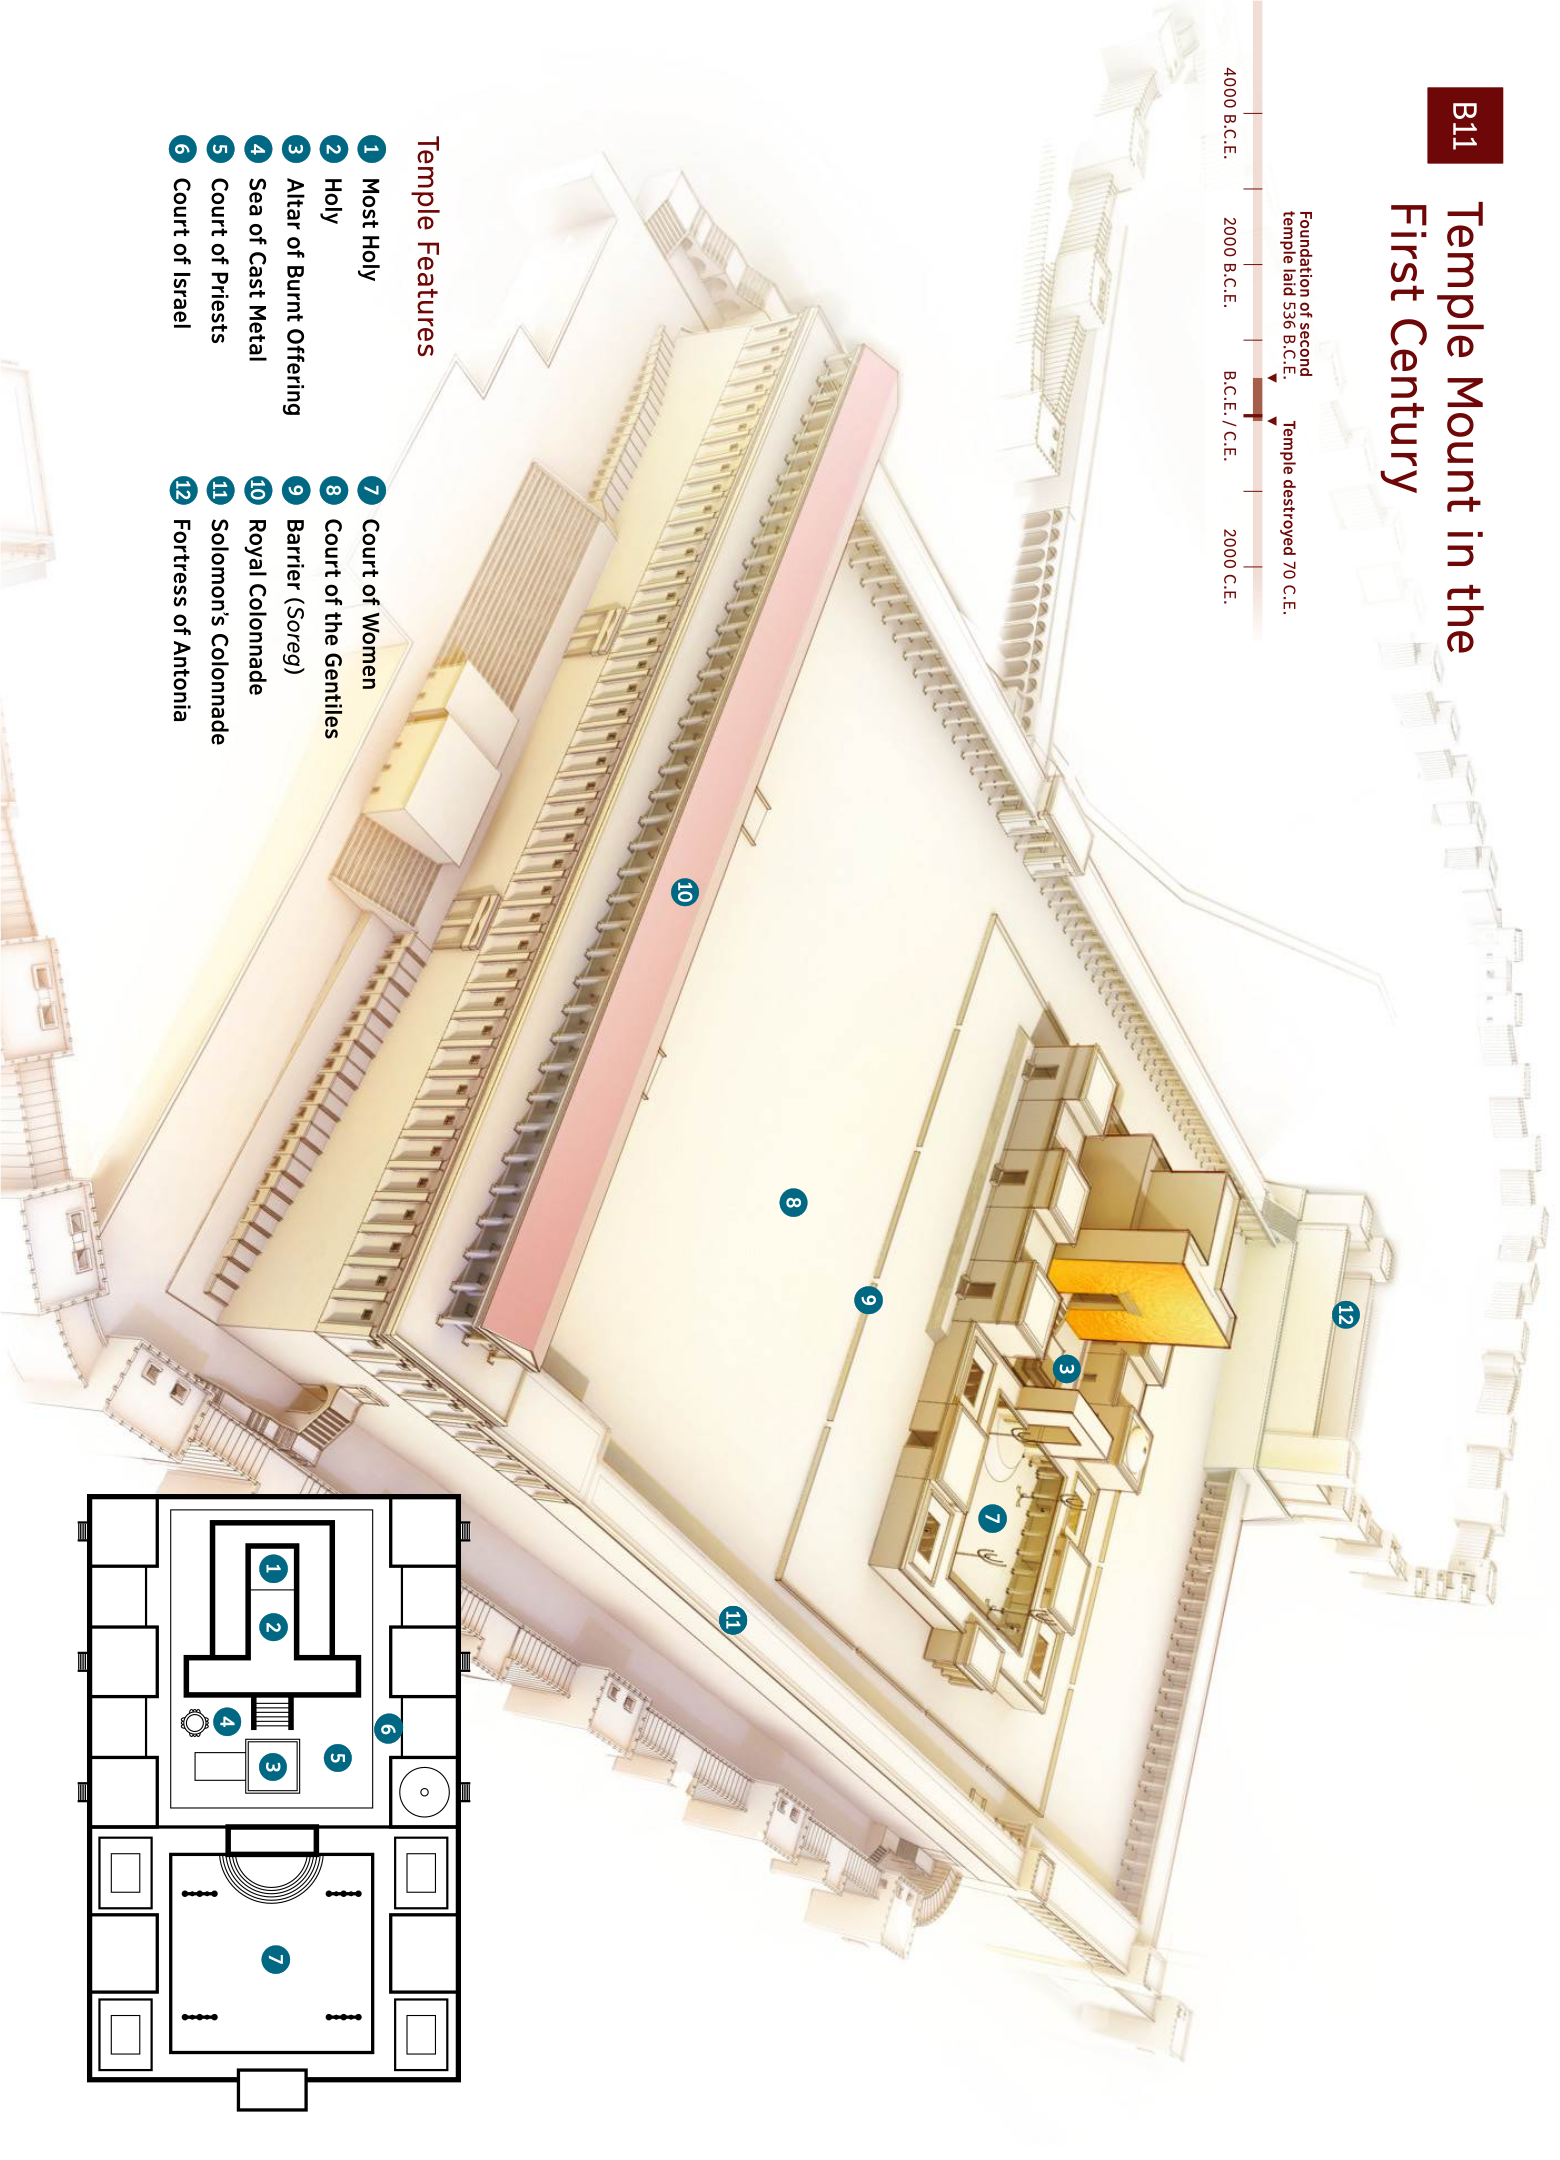 B11
Temple Mount in the
First Century
Foundation of second
temple laid 536 B.C.E.
Temple destroyed 70 C.E.
4000 B.C.E.
2000 B.C.E.
B.C.E. / C.E.
2000 C.E.
12
3
7
9
8
10
11
Temple Features
1 Most Holy
2 Holy
3 Altar of Burnt Offering
4 Sea of Cast Metal
5 Court of Priests
6 Court of Israel
7 Court of Women
8 Court of the Gentiles
9 Barrier (Soreg)
10 Royal Colonnade
11 Solomon’s Colonnade
12 Fortress of Antonia
6
5
1
2
3
7
4